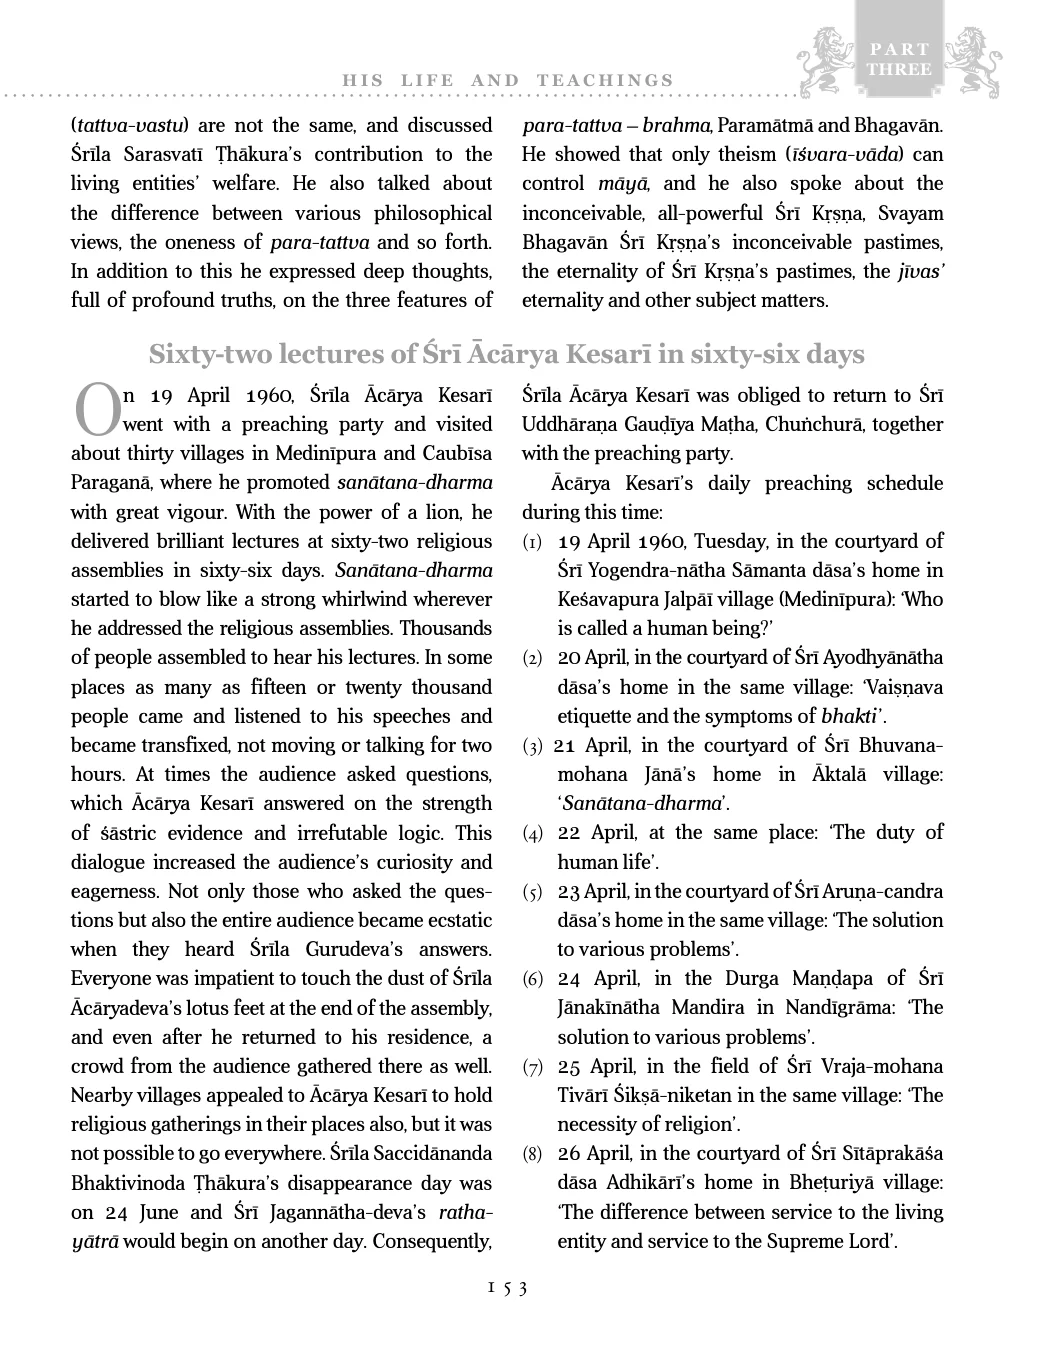 PART
THREE
HIS LIFE AND TEACHINGS
(tattva-vastu) are not the same, and discussed
Śrīla Sarasvatī Ṭhākura’s contribution to the
living entities’ welfare. He also talked about
the difference between various philosophical
views, the oneness of para-tattva and so forth.
In addition to this he expressed deep thoughts,
full of profound truths, on the three features of
para-tattva – brahma, Paramātmā and Bhagavān.
He showed that only theism (īśvara-vāda) can
control māyā, and he also spoke about the
inconceivable, all-powerful Śrī Kṛṣṇa, Svayam
Bhagavān Śrī Kṛṣṇa’s inconceivable pastimes,
the eternality of Śrī Kṛṣṇa’s pastimes, the jīvas’
eternality and other subject matters.
Sixty-two lectures of Śrī Ācārya Kesarī in sixty-six days
On 19 April 1960, Śrīla Ācārya Kesarī
went with a preaching party and visited
about thirty villages in Medinīpura and Caubīsa
Paraganā, where he promoted sanātana-dharma
with great vigour. With the power of a lion, he
delivered brilliant lectures at sixty-two religious
assemblies in sixty-six days. Sanātana-dharma
started to blow like a strong whirlwind wherever
he addressed the religious assemblies. Thousands
of people assembled to hear his lectures. In some
places as many as fifteen or twenty thousand
people came and listened to his speeches and
became transfixed, not moving or talking for two
hours. At times the audience asked questions,
which Ācārya Kesarī answered on the strength
of śāstric evidence and irrefutable logic. This
dialogue increased the audience’s curiosity and
eagerness. Not only those who asked the ques-
tions but also the entire audience became ecstatic
when they heard Śrīla Gurudeva’s answers.
Everyone was impatient to touch the dust of Śrīla
Ācāryadeva’s lotus feet at the end of the assembly,
and even after he returned to his residence, a
crowd from the audience gathered there as well.
Nearby villages appealed to Ācārya Kesarī to hold
religious gatherings in their places also, but it was
not possible to go everywhere. Śrīla Saccidānanda
Bhaktivinoda Ṭhākura’s disappearance day was
on 24 June and Śrī Jagannātha-deva’s ratha-
yātrā would begin on another day. Consequently,
Śrīla Ācārya Kesarī was obliged to return to Śrī
Uddhāraṇa Gauḍīya Maṭha, Chuṅchurā, together
with the preaching party.
Ācārya Kesarī’s daily preaching schedule
during this time:
(1) 19 April 1960, Tuesday, in the courtyard of
Śrī Yogendra-nātha Sāmanta dāsa’s home in
Keśavapura Jalpāī village (Medinīpura): ‘Who
is called a human being?’
(2) 20 April, in the courtyard of Śrī Ayodhyānātha
dāsa’s home in the same village: ‘Vaiṣṇava
etiquette and the symptoms of bhakti’.
(3) 21 April, in the courtyard of Śrī Bhuvana-
mohana Jānā’s home in Āktalā village:
‘Sanātana-dharma’.
(4) 22 April, at the same place: ‘The duty of
human life’.
(5) 23 April, in the courtyard of Śrī Aruṇa-candra
dāsa’s home in the same village: ‘The solution
to various problems’.
(6) 24 April, in the Durga Maṇḍapa of Śrī
Jānakīnātha Mandira in Nandīgrāma: ‘The
solution to various problems’.
(7) 25 April, in the field of Śrī Vraja-mohana
Tivārī Śikṣā-niketan in the same village: ‘The
necessity of religion’.
(8) 26 April, in the courtyard of Śrī Sītāprakāśa
dāsa Adhikārī’s home in Bheṭuriyā village:
‘The difference between service to the living
entity and service to the Supreme Lord’.
153